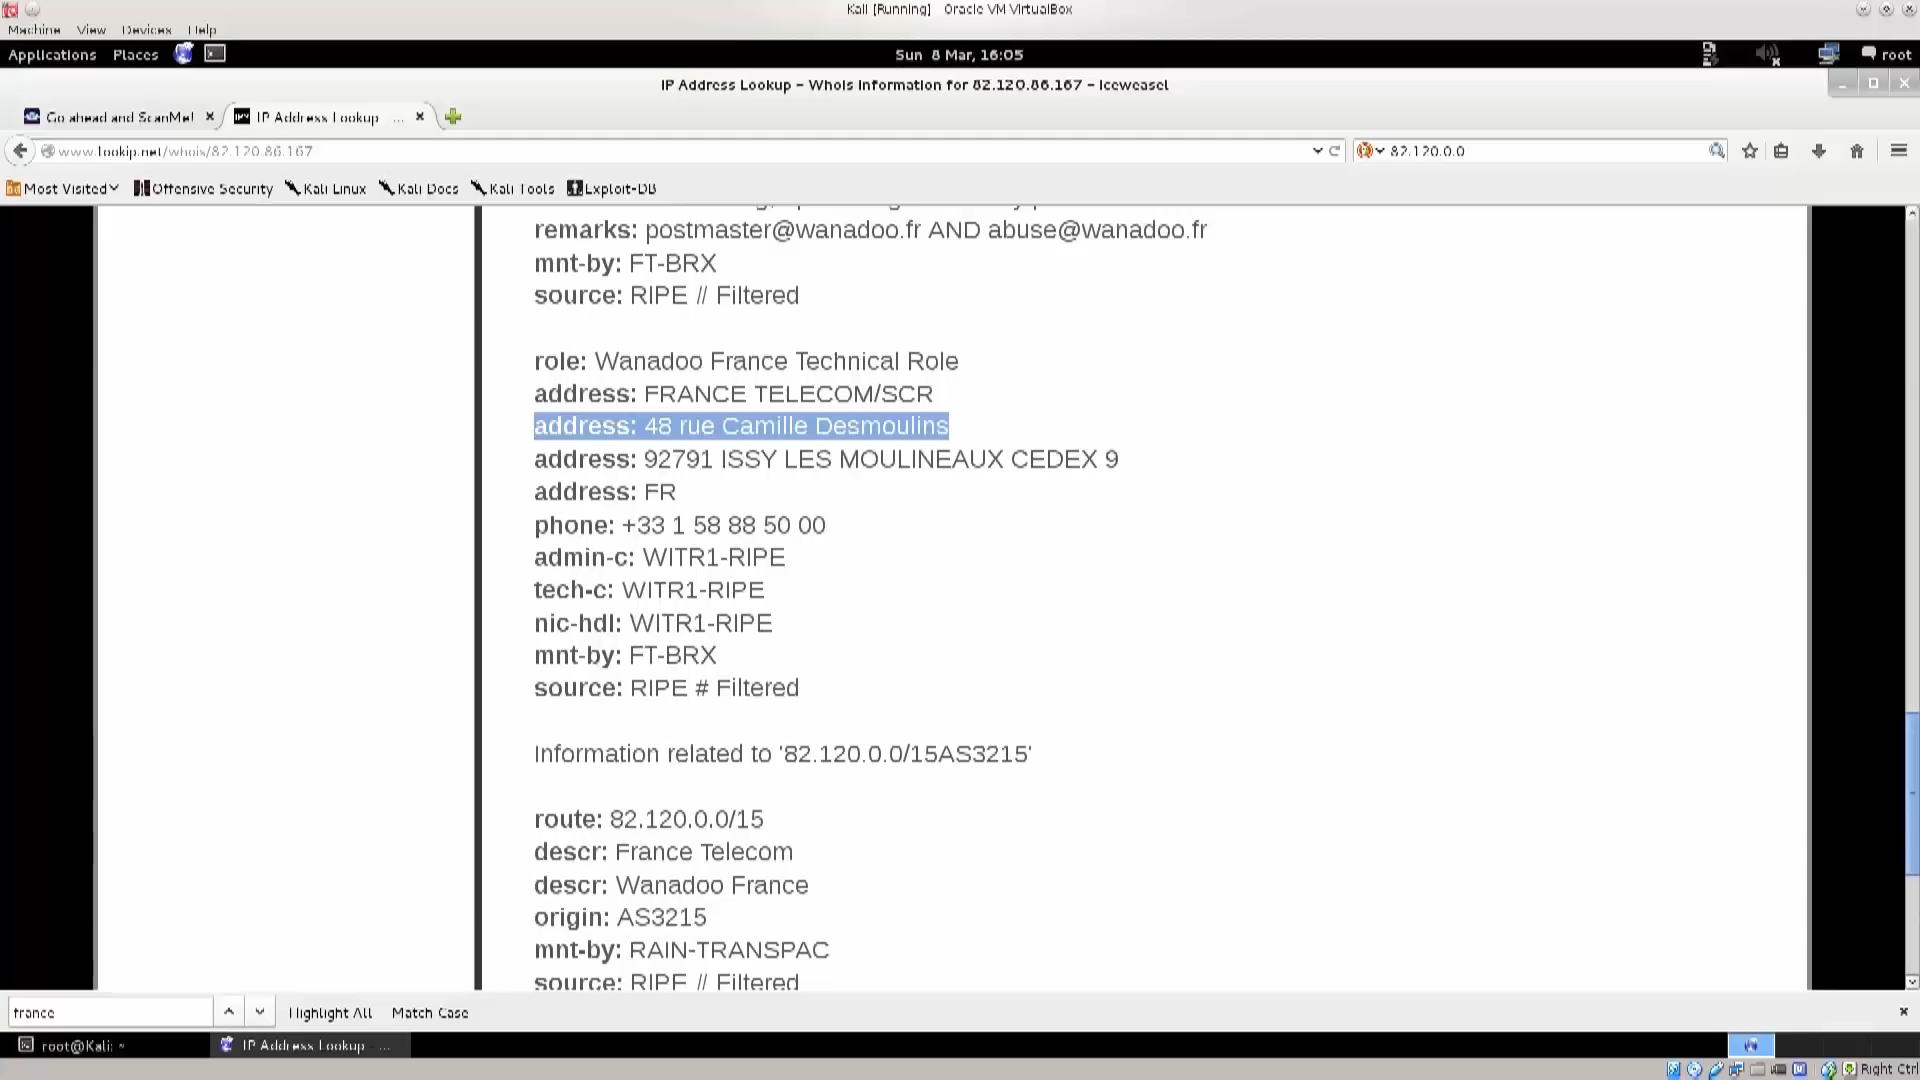 Kali [Running] Oracle VM VirtualBox
Machine View Devices Help
Applications Places
Sun 8 Mar, 16:05
root
IP Address Lookup - Whois Information for 82.120.86.167 - Iceweasel
Go ahead and ScanMe!
IP Address Lookup ...
www.lookip.net/whois/82.120.86.167
82.120.0.0
Most Visited
Offensive Security
Kali Linux
Kali Docs
Kali Tools
Exploit-DB
remarks: postmaster@wanadoo.fr AND abuse@wanadoo.fr
mnt-by: FT-BRX
source: RIPE // Filtered
role: Wanadoo France Technical Role
address: FRANCE TELECOM/SCR
address: 48 rue Camille Desmoulins
address: 92791 ISSY LES MOULINEAUX CEDEX 9
address: FR
phone: +33 1 58 88 50 00
admin-c: WITR1-RIPE
tech-c: WITR1-RIPE
nic-hdl: WITR1-RIPE
mnt-by: FT-BRX
source: RIPE # Filtered
Information related to '82.120.0.0/15AS3215'
route: 82.120.0.0/15
descr: France Telecom
descr: Wanadoo France
origin: AS3215
mnt-by: RAIN-TRANSPAC
source: RIPE // Filtered
france
Highlight All
Match Case
root@Kali: ~
IP Address Lookup ...
Right Ctrl